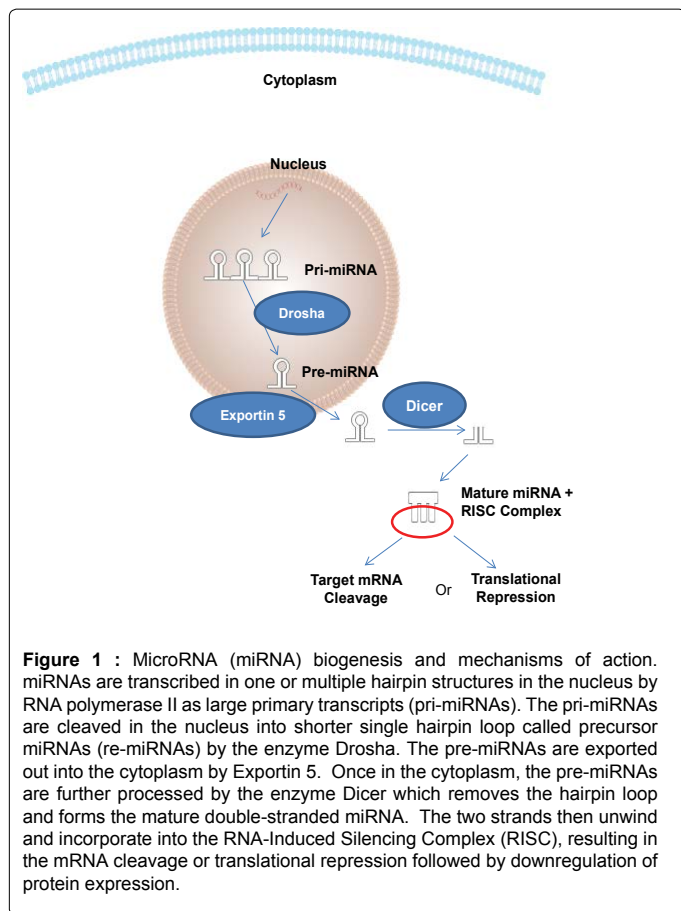 Cytoplasm
Nucleus
Pri-miRNA
Drosha
Pre-miRNA
Exportin 5
Dicer
Mature miRNA +
RISC Complex
Target mRNA
Cleavage
Or
Translational
Repression
Figure 1 : MicroRNA (miRNA) biogenesis and mechanisms of action.
miRNAs are transcribed in one or multiple hairpin structures in the nucleus by
RNA polymerase II as large primary transcripts (pri-miRNAs). The pri-miRNAs
are cleaved in the nucleus into shorter single hairpin loop called precursor
miRNAs (re-miRNAs) by the enzyme Drosha. The pre-miRNAs are exported
out into the cytoplasm by Exportin 5. Once in the cytoplasm, the pre-miRNAs
are further processed by the enzyme Dicer which removes the hairpin loop
and forms the mature double-stranded miRNA. The two strands then unwind
and incorporate into the RNA-Induced Silencing Complex (RISC), resulting in
the mRNA cleavage or translational repression followed by downregulation of
protein expression.